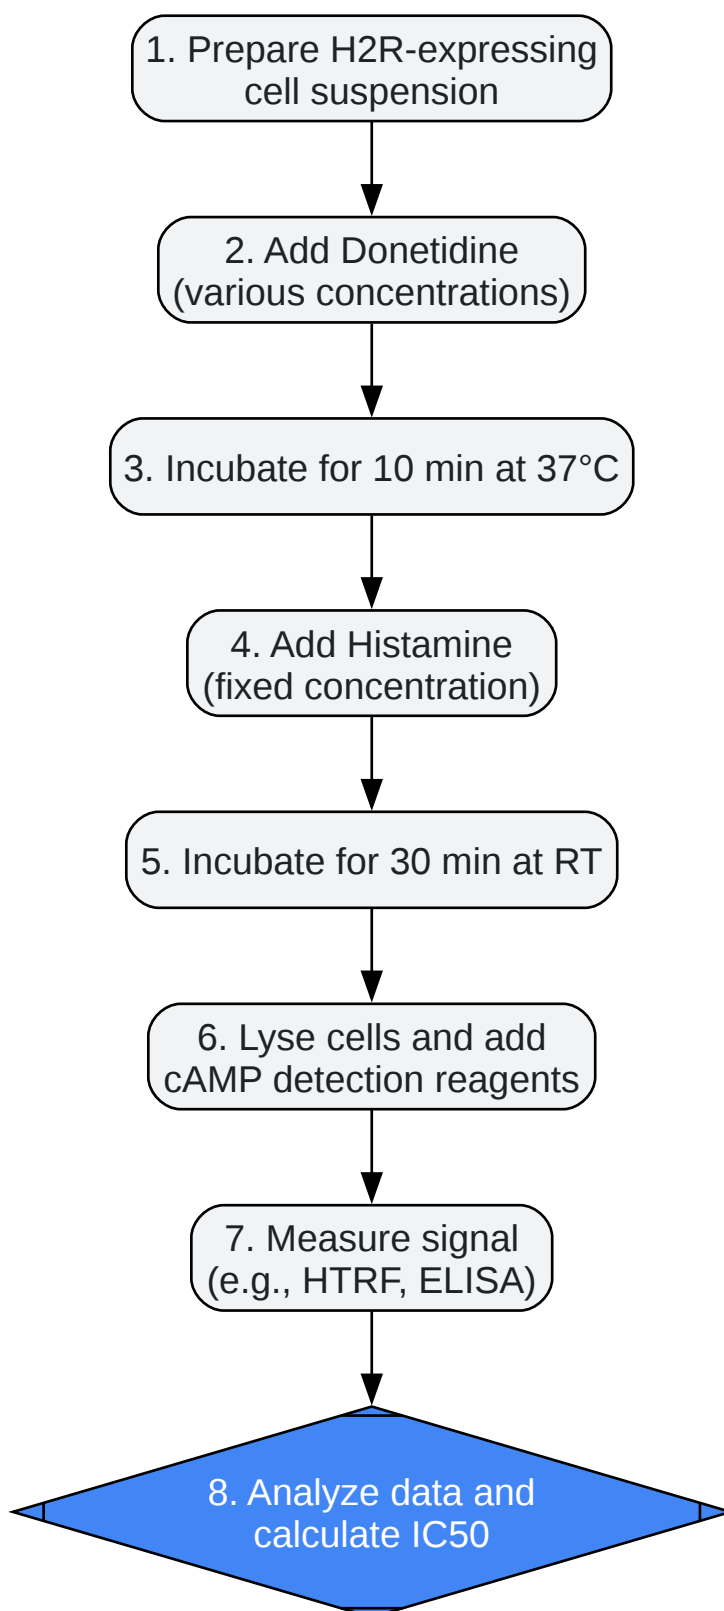 1. Prepare H2R-expressing
cell suspension
2. Add Donetidine
(various concentrations)
3. Incubate for 10 min at 37°C
4. Add Histamine
(fixed concentration)
5. Incubate for 30 min at RT
6. Lyse cells and add
cAMP detection reagents
7. Measure signal
(e.g., HTRF, ELISA)
8. Analyze data and
calculate IC50